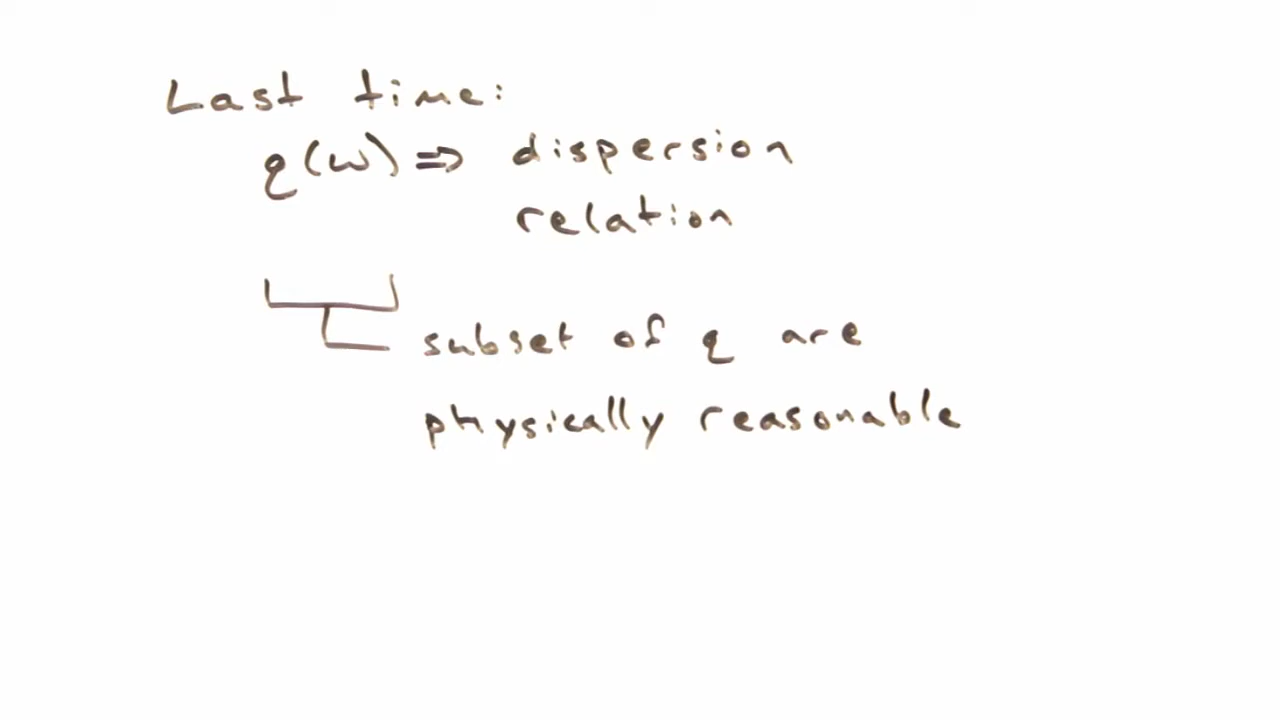 Last time:
q(ω) ⇒ dispersion
relation
subset of q are
physically reasonable